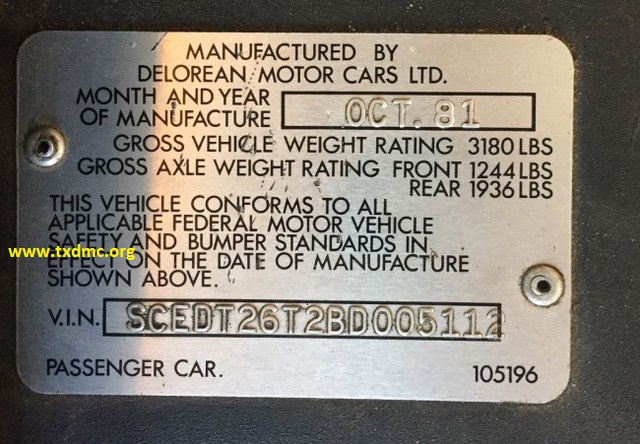 MANUFACTURED BY
DELOREAN MOTOR CARS LTD.
MONTH AND YEAR
OF MANUFACTURE OCT. 81
GROSS VEHICLE WEIGHT RATING 3180 LBS
GROSS AXLE WEIGHT RATING FRONT 1244 LBS
REAR 1936 LBS
THIS VEHICLE CONFORMS TO ALL
APPLICABLE FEDERAL MOTOR VEHICLE
SAFETY AND BUMPER STANDARDS IN
www.txdmc.org
EFFECT ON THE DATE OF MANUFACTURE
SHOWN ABOVE.
V.I.N. SCEDT26T2BD005112
PASSENGER CAR. 105196